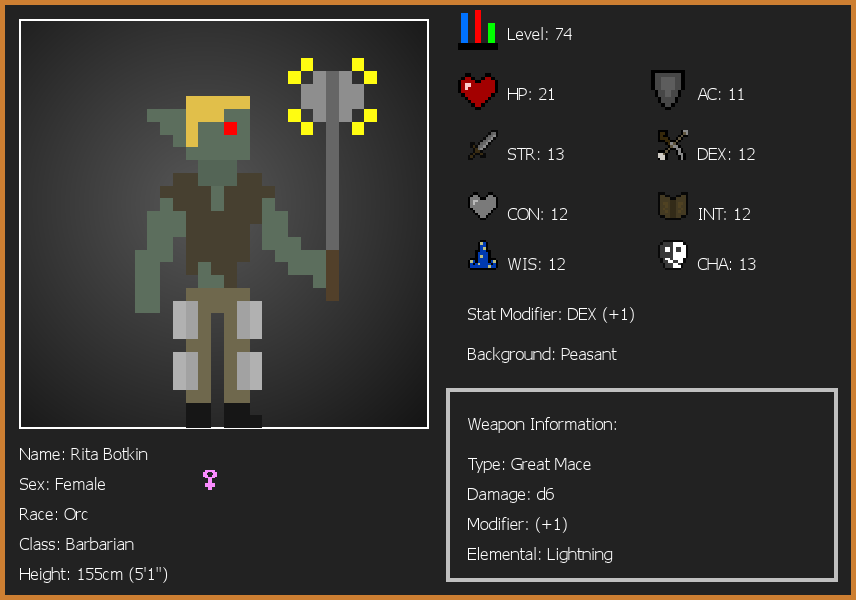 Level: 74
HP: 21
AC: 11
STR: 13
DEX: 12
CON: 12
INT: 12
WIS: 12
CHA: 13
Stat Modifier: DEX (+1)
Background: Peasant
Weapon Information:
Type: Great Mace
Damage: d6
Modifier: (+1)
Elemental: Lightning
Name: Rita Botkin
Sex: Female
Race: Orc
Class: Barbarian
Height: 155cm (5'1")